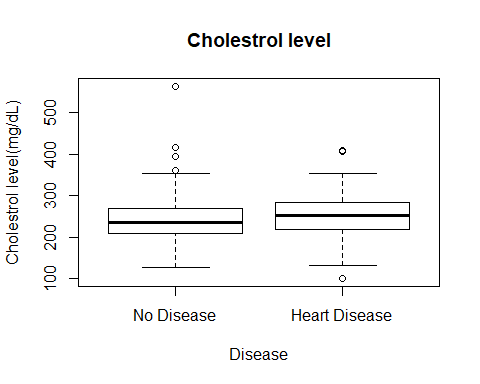 Cholestrol level
Cholestrol level(mg/dL)
500
400
300
200
100
No Disease
Heart Disease
Disease